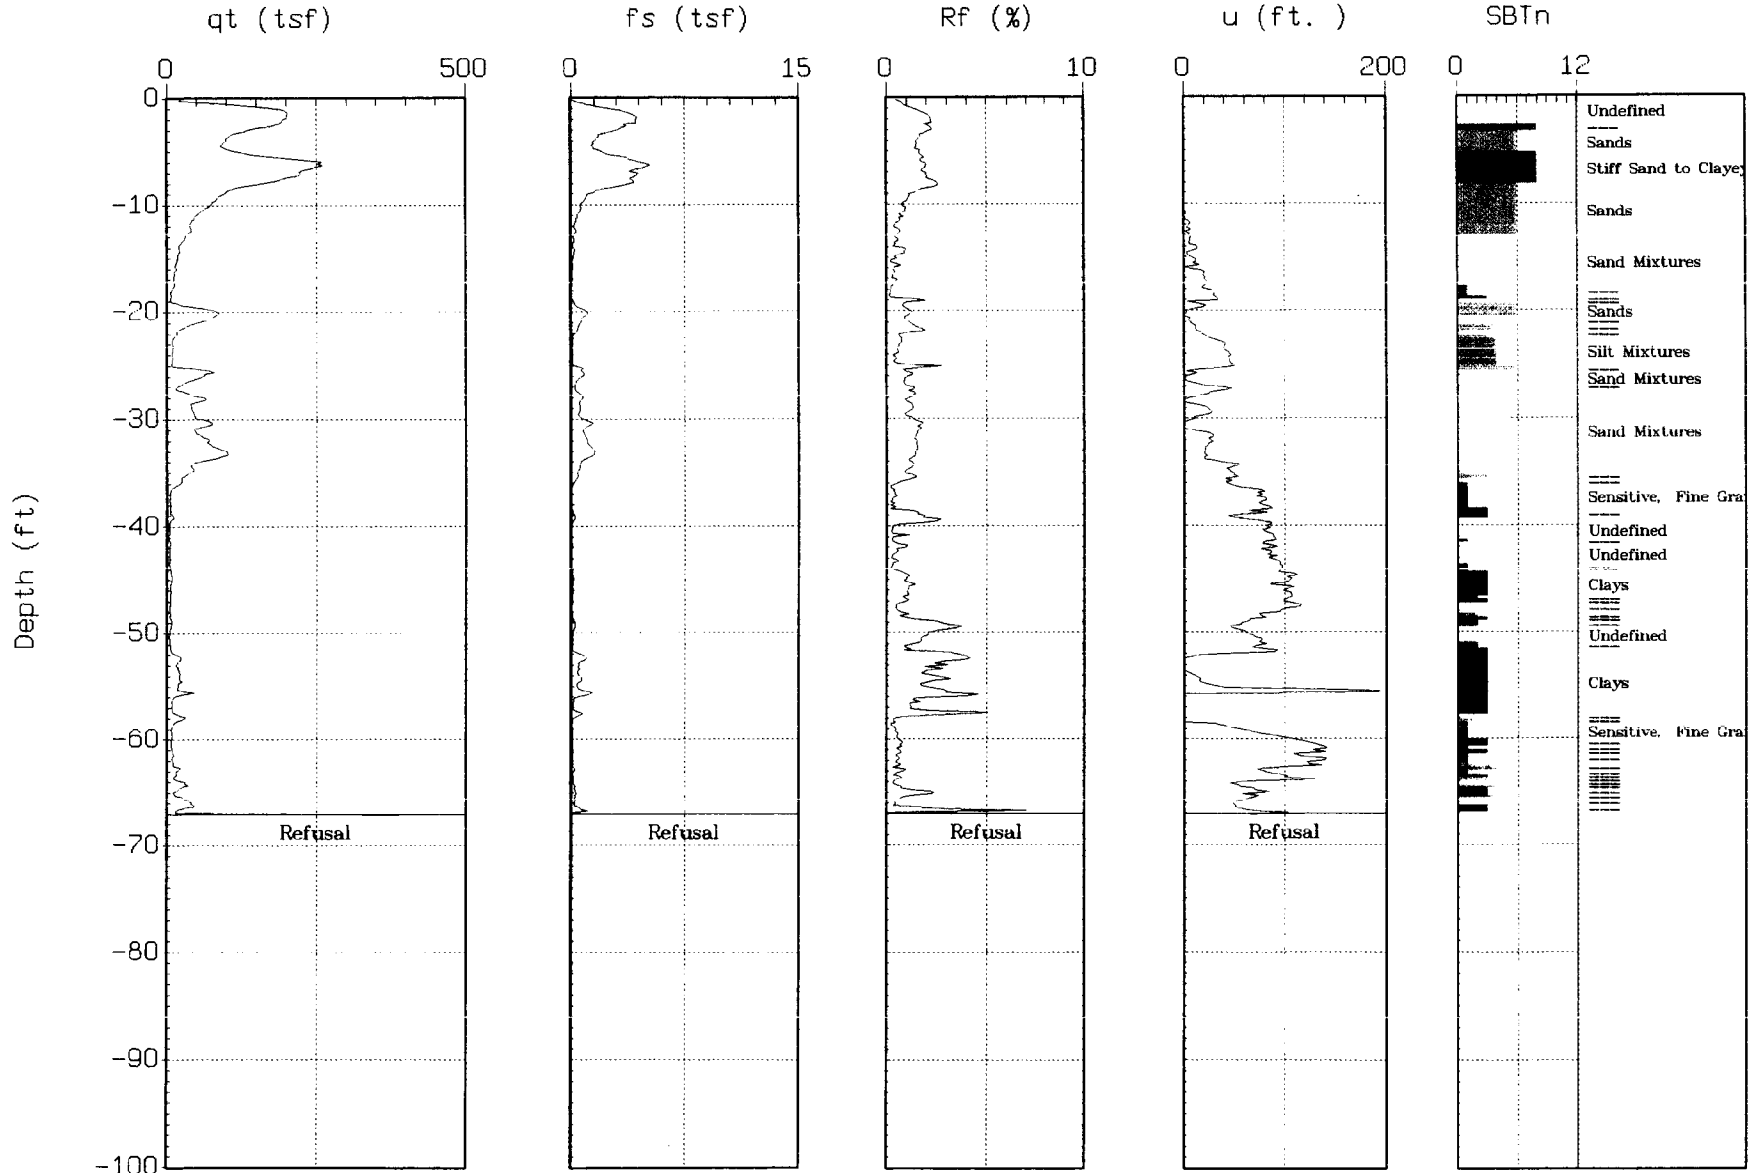 qt (tsf) fs (tsf) Rf (%) u (ft. ) SBTn
0 500 0 15 0 10 0 200 0 12
0
-10
-20
-30
-40
-50
-60
-70
-80
-90
-100
Depth (ft)
Undefined
Sands
Stiff Sand to Clayey
Sands
Sand Mixtures
Sands
Silt Mixtures
Sand Mixtures
Sand Mixtures
Sensitive, Fine Gra
Undefined
Undefined
Clays
Undefined
Clays
Sensitive, Fine Gra
Refusal Refusal Refusal Refusal